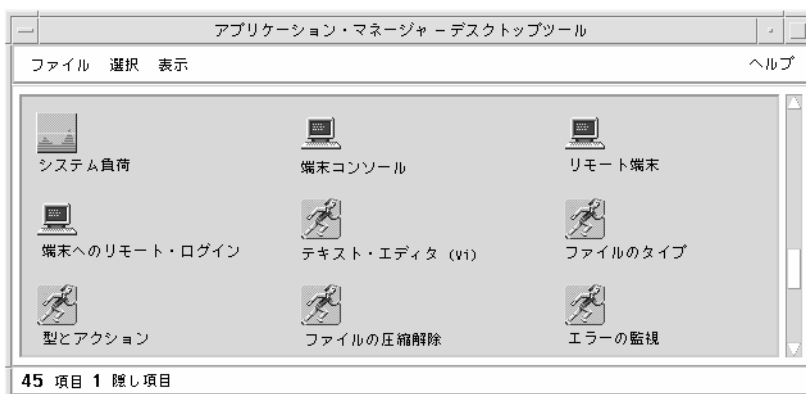 アプリケーション・マネージャ － デスクトップツール
ファイル 選択 表示 ヘルプ
システム負荷 端末コンソール リモート端末
端末へのリモート・ログイン テキスト・エディタ (vi) ファイルのタイプ
型とアクション ファイルの圧縮解除 エラーの監視
45 項目 1 隠し項目